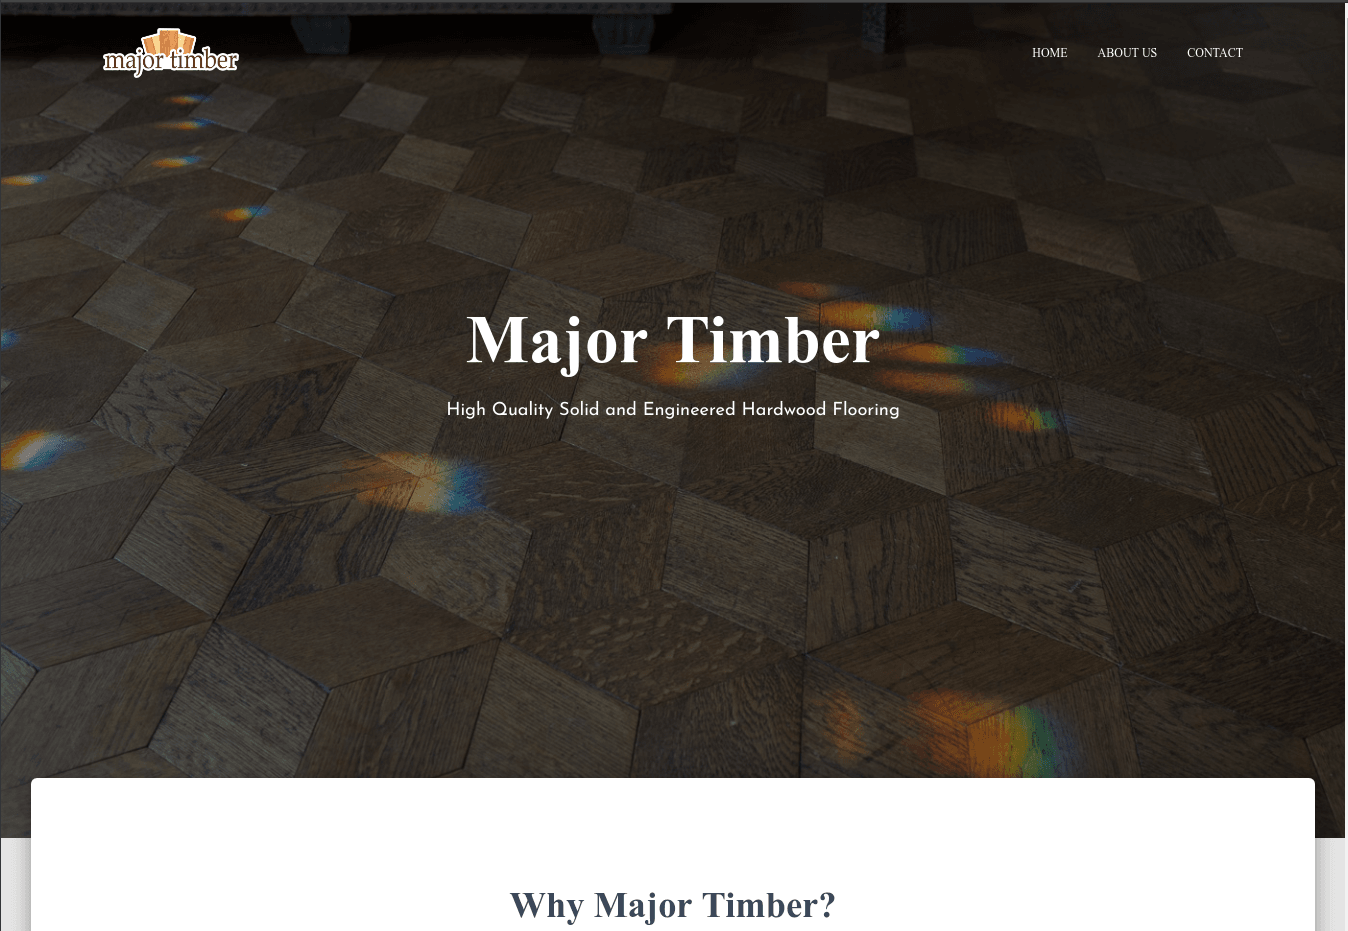 major timber
HOME ABOUT US CONTACT
Major Timber
High Quality Solid and Engineered Hardwood Flooring
Why Major Timber?